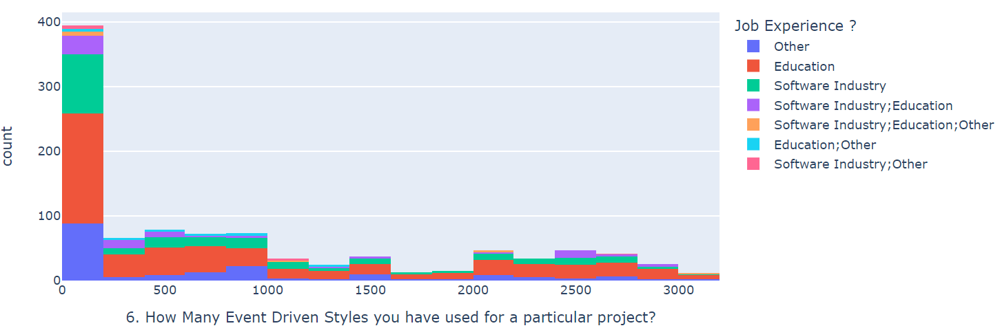 400
300
200
100
0
count
0
500
1000
1500
2000
2500
3000
6. How Many Event Driven Styles you have used for a particular project?
Job Experience ?
Other
Education
Software Industry
Software Industry;Education
Software Industry;Education;Other
Education;Other
Software Industry;Other